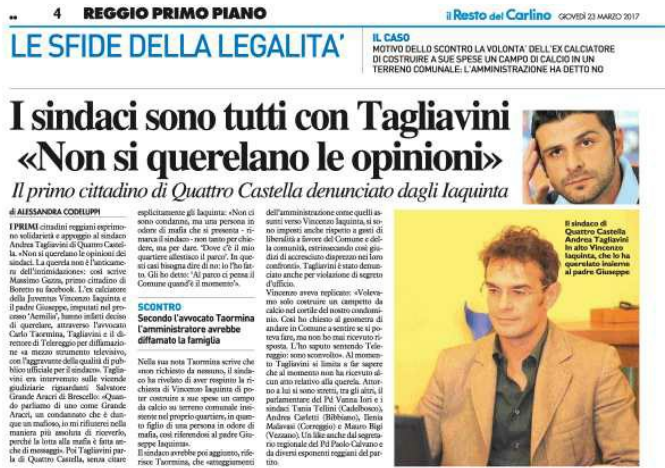 4 REGGIO PRIMO PIANO
il Resto del Carlino GIOVEDÌ 23 MARZO 2017
LE SFIDE DELLA LEGALITA’
IL CASO
MOTIVO DELLO SCONTRO LA VOLONTA’ DELL’EX CALCIATORE
DI COSTRUIRE A SUE SPESE UN CAMPO DI CALCIO IN UN
TERRENO COMUNALE: L’AMMINISTRAZIONE HA DETTO NO
I sindaci sono tutti con Tagliavini
«Non si querelano le opinioni»
Il primo cittadino di Quattro Castella denunciato dagli Iaquinta
di ALESSANDRA CODELUPPI
I PRIMI cittadini reggiani esprimo-
no solidarietà e appoggio al sindaco
Andrea Tagliavini di Quattro Castel-
la. «Non si querelano le opinioni dei
sindaci. La querela non è l’anticame-
ra dell’intimidazione»: così scrive
Massimo Gazza, primo cittadino di
Boretto su facebook. L’ex calciatore
della Juventus Vincenzo Iaquinta e
il padre Giuseppe, imputati nel pro-
cesso ‘Aemilia’, hanno infatti deciso
di querelare, attraverso l’avvocato
Carlo Taormina, Tagliavini e il di-
rettore di Telereggio per diffamazio-
ne «a mezzo strumento televisivo,
con l’aggravante della qualità di pub-
blico ufficiale per il sindaco». Taglia-
vini era intervenuto sulle vicende
giudiziarie riguardanti Salvatore
Grande Aracri di Brescello: «Quan-
do parliamo di uno come Grande
Aracri, un condannato che è dun-
que un mafioso, io mi rifiuterei nella
maniera più assoluta di riceverlo,
perché la lotta alla mafia è fatta an-
che di messaggi». Poi Tagliavini par-
la di Quattro Castella, senza citare
esplicitamente gli Iaquinta: «Non ci
sono condanne, ma una persona in
odore di mafia che si presenta - ri-
marca il sindaco - non tanto per chie-
dere, ma per dare. ‘Dove c’è il mio
quartiere allestisco il parco’. In que-
sti casi bisogna dire di no: io l’ho fat-
to. Gli ho detto: ‘Al parco ci pensa il
Comune quand’è il momento’».
SCONTRO
Secondo l’avvocato Taormina
l’amministratore avrebbe
diffamato la famiglia
Nella sua nota Taormina scrive che
«non richiesto da nessuno, il sinda-
co ha rivelato di aver respinto la ri-
chiesta di Vincenzo Iaquinta di po-
ter costruire a sue spese un campo
da calcio su terreno comunale insi-
stente nel proprio quartiere, in quan-
to figlio di una persona in odore di
mafia, così riferendosi al padre Giu-
seppe Iaquinta».
Il sindaco avrebbe poi aggiunto, rife-
risce Taormina, che «atteggiamenti
dell’amministrazione come quelli as-
sunti verso Vincenzo Iaquinta, si so-
no imposti anche rispetto a gesti di
liberalità a favore del Comune e del-
la comunità, estrinsecando così giu-
dizi di accresciuto disprezzo nei loro
confronti». Tagliavini è stato denun-
ciato anche per violazione di segreto
d’ufficio.
Vincenzo aveva replicato: «Voleva-
mo solo costruire un campetto da
calcio nel cortile del nostro condomi-
nio. Così ho chiesto al geometra di
andare in Comune a sentire se si po-
teva fare, ma non ho mai ricevuto ri-
sposta. L’ho saputo sentendo Tele-
reggio: sono sconvolto». Al momento
Tagliavini si limita a far sapere
che al momento non ha ricevuto al-
cun atto relativo alla querela. Attor-
no a lui si sono stretti, tra gli altri, il
parlamentare del Pd Vanna Iori e i
sindaci Tania Tellini (Cadelbosco),
Andrea Carletti (Bibbiano), Ilenia
Malavasi (Correggio) e Mauro Bigi
(Vezzano). Un like anche dal segreta-
rio regionale del Pd Paolo Calvano e
da diversi esponenti reggiani del par-
tito.
Il sindaco di
Quattro Castella
Andrea Tagliavini
In alto Vincenzo
Iaquinta, che lo ha
querelato insieme
al padre Giuseppe